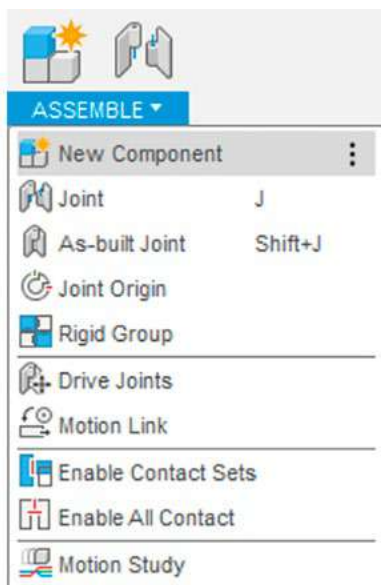 ASSEMBLE
New Component
Joint J
As-built Joint Shift+J
Joint Origin
Rigid Group
Drive Joints
Motion Link
Enable Contact Sets
Enable All Contact
Motion Study